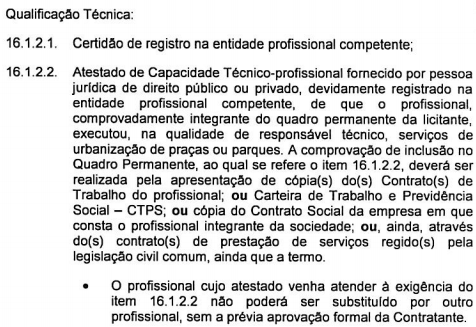 Qualificação Técnica:
16.1.2.1. Certidão de registro na entidade profissional competente;
16.1.2.2. Atestado de Capacidade Técnico-profissional fornecido por pessoa
jurídica de direito público ou privado, devidamente registrado na
entidade profissional competente, de que o profissional,
comprovadamente integrante do quadro permanente da licitante,
executou, na qualidade de responsável técnico, serviços de
urbanização de praças ou parques. A comprovação de inclusão no
Quadro Permanente, ao qual se refere o item 16.1.2.2, deverá ser
realizada pela apresentação de cópia(s) do(s) Contrato(s) de
Trabalho do profissional; ou Carteira de Trabalho e Previdência
Social – CTPS; ou cópia do Contrato Social da empresa em que
consta o profissional integrante da sociedade; ou, ainda, através
do(s) contrato(s) de prestação de serviços regido(s) pela
legislação civil comum, ainda que a termo.
• O profissional cujo atestado venha atender à exigência do
item 16.1.2.2 não poderá ser substituído por outro
profissional, sem a prévia aprovação formal da Contratante.